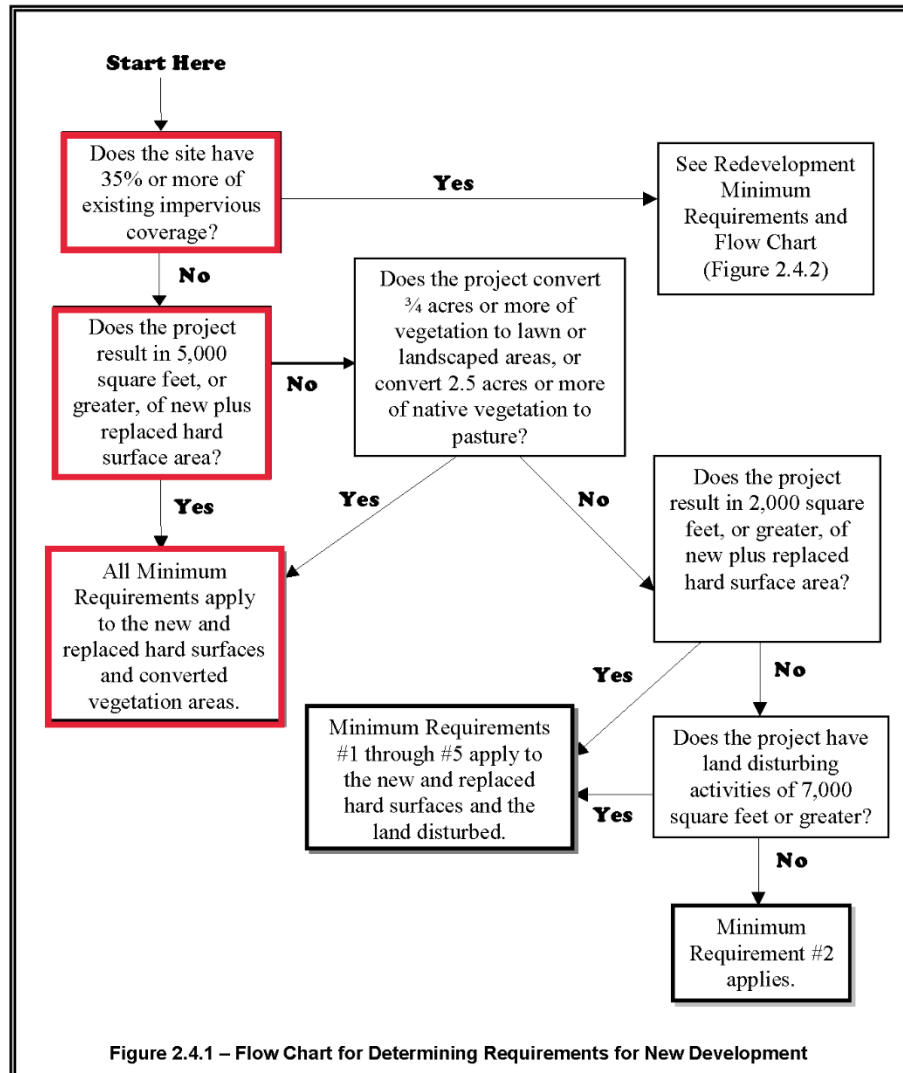 Start Here
Does the site have
35% or more of
existing impervious
coverage?
Yes
See Redevelopment
Minimum
Requirements and
Flow Chart
(Figure 2.4.2)
No
Does the project
result in 5,000
square feet, or
greater, of new plus
replaced hard
surface area?
No
Does the project convert
¾ acres or more of
vegetation to lawn or
landscaped areas, or
convert 2.5 acres or more
of native vegetation to
pasture?
Yes
Yes
No
Does the project
result in 2,000 square
feet, or greater, of
new plus replaced
hard surface area?
All Minimum
Requirements apply
to the new and
replaced hard surfaces
and converted
vegetation areas.
Yes
No
Minimum Requirements
#1 through #5 apply to
the new and replaced
hard surfaces and the
land disturbed.
Yes
Does the project have
land disturbing
activities of 7,000
square feet or greater?
No
Minimum
Requirement #2
applies.
Figure 2.4.1 – Flow Chart for Determining Requirements for New Development